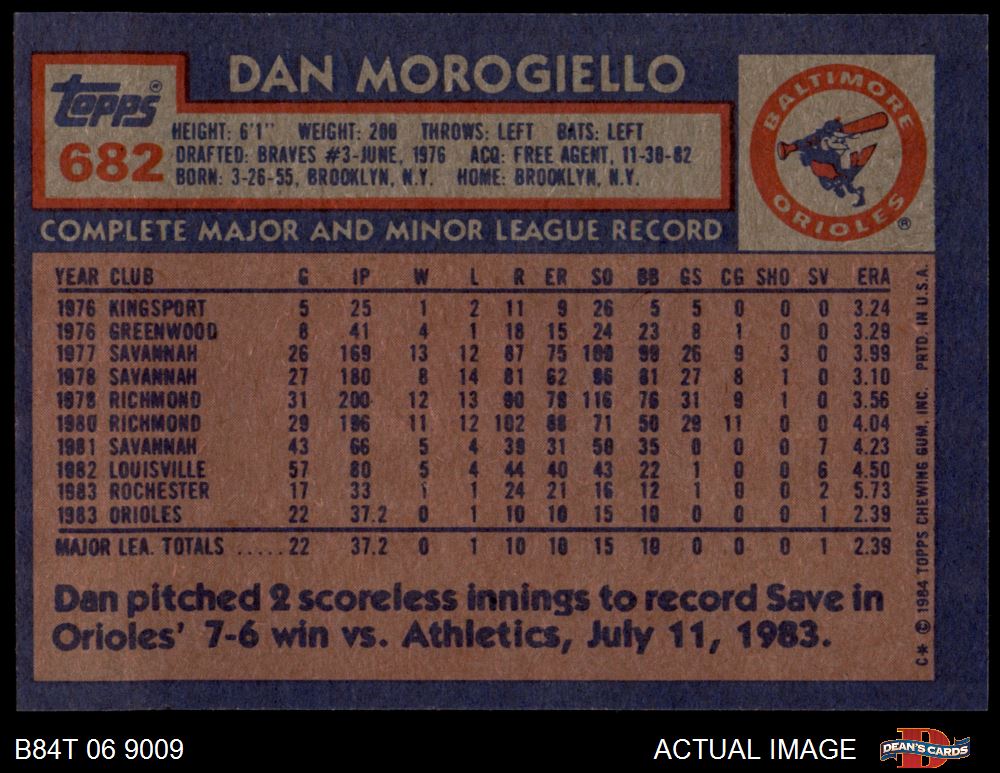 DAN MOROGIELLO
topps®
682
HEIGHT: 6'1" WEIGHT: 200 THROWS: LEFT BATS: LEFT
DRAFTED: BRAVES #3-JUNE, 1976 ACQ: FREE AGENT, 11-30-82
BORN: 3-26-55, BROOKLYN, N.Y. HOME: BROOKLYN, N.Y.
BALTIMORE
ORIOLES ®
COMPLETE MAJOR AND MINOR LEAGUE RECORD
YEAR CLUB G IP W L R ER SO BB GS CG SHO SV ERA
1976 KINGSPORT 5 25 1 2 11 9 26 5 5 0 0 0 3.24
1976 GREENWOOD 8 41 4 1 18 15 24 23 8 1 0 0 3.29
1977 SAVANNAH 26 169 13 12 87 75 26 9 3 0 3.99
1978 SAVANNAH 27 180 8 14 81 62 81 27 8 1 0 3.10
RICHMOND 31 200 12 13 90 79 116 76 31 9 1 0 3.56
1980 RICHMOND 29 196 11 12 102 88 71 50 29 11 0 0 4.04
1981 SAVANNAH 43 66 5 4 39 31 50 35 0 0 0 7 4.23
1982 LOUISVILLE 57 80 5 4 44 40 43 22 1 0 0 6 4.50
1983 ROCHESTER 17 33 1 1 24 21 16 12 1 0 0 2 5.73
1983 ORIOLES 22 37.2 0 1 10 10 15 10 0 0 0 1 2.39
MAJOR LEA. TOTALS .....22 37.2 0 1 10 10 15 10 0 0 0 1 2.39
Dan pitched 2 scoreless innings to record Save in
Orioles' 7-6 win vs. Athletics, July 11, 1983.
C* © 1984 TOPPS CHEWING GUM, INC. PRTD. IN U.S.A.
B84T 06 9009
ACTUAL IMAGE
D
DEAN'S CARDS